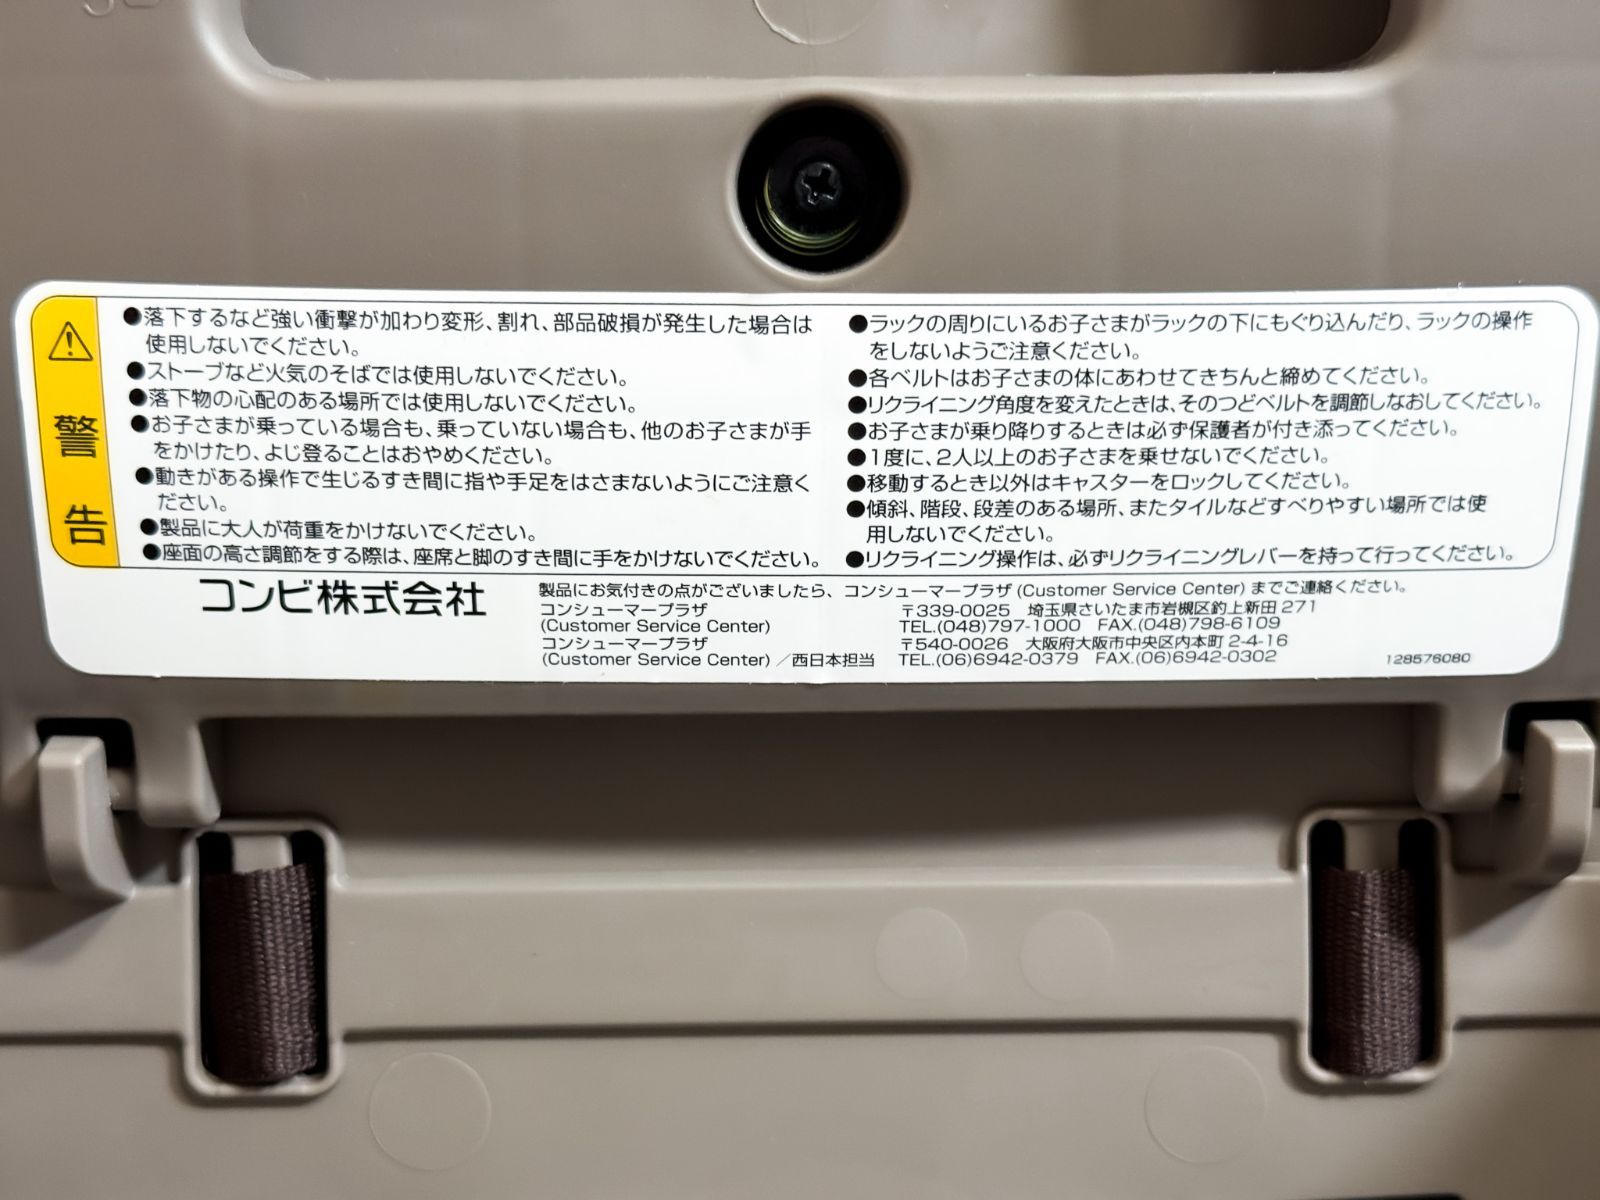 警告
●落下するなど強い衝撃が加わり変形、割れ、部品破損が発生した場合は
使用しないでください。
●ストーブなど火気のそばでは使用しないでください。
●落下物の心配のある場所では使用しないでください。
●お子さまが乗っている場合も、乗っていない場合も、他のお子さまが手
をかけたり、よじ登ることはおやめください。
●動きがある操作で生じるすき間に指や手足をはさまないようにご注意く
ださい。
●製品に大人が荷重をかけないでください。
●座面の高さ調節をする際は、座席と脚のすき間に手をかけないでください。
●ラックの周りにいるお子さまがラックの下にもぐり込んだり、ラックの操作
をしないようご注意ください。
●各ベルトはお子さまの体にあわせてきちんと締めてください。
●リクライニング角度を変えたときは、そのつどベルトを調節しなおしてください。
●お子さまが乗り降りするときは必ず保護者が付き添ってください。
●1度に、2人以上のお子さまを乗せないでください。
●移動するとき以外はキャスターをロックしてください。
●傾斜、階段、段差のある場所、またタイルなどすべりやすい場所では使
用しないでください。
●リクライニング操作は、必ずリクライニングレバーを持って行ってください。
コンビ株式会社
製品にお気付きの点がございましたら、コンシューマープラザ(Customer Service Center)までご連絡ください。
コンシューマープラザ 〒339-0025 埼玉県さいたま市岩槻区釣上新田 271
(Customer Service Center) TEL.(048)797-1000 FAX.(048)798-6109
コンシューマープラザ 〒540-0026 大阪府大阪市中央区内本町 2-4-16
(Customer Service Center)／西日本担当 TEL.(06)6942-0379 FAX.(06)6942-0302
128576080